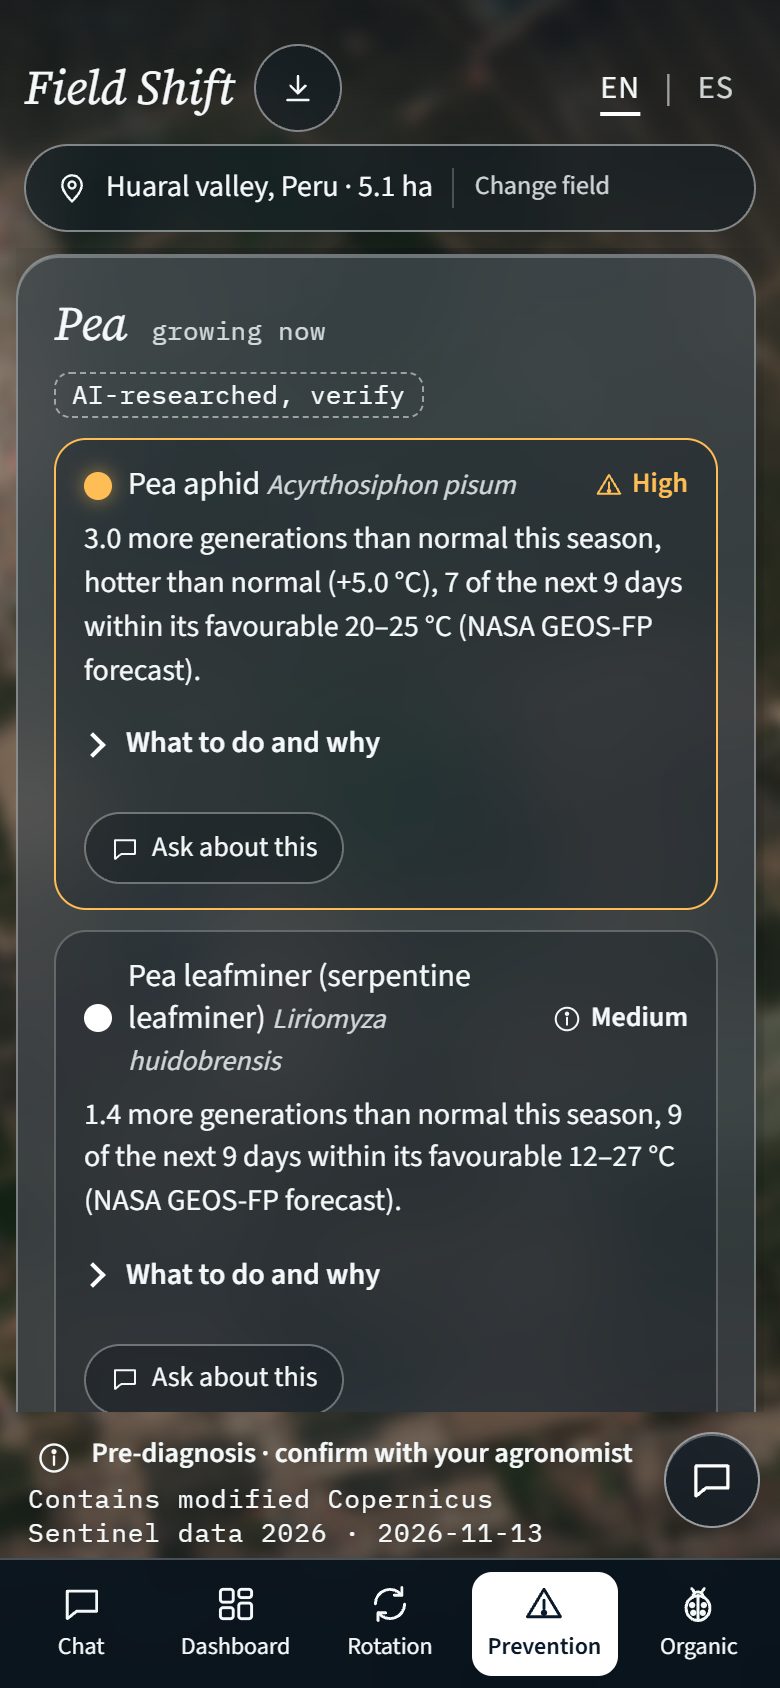 Field Shift
EN | ES
Huaral valley, Peru · 5.1 ha | Change field
Pea growing now
AI-researched, verify
Pea aphid Acyrthosiphon pisum High
3.0 more generations than normal this season,
hotter than normal (+5.0 °C), 7 of the next 9 days
within its favourable 20–25 °C (NASA GEOS-FP
forecast).
What to do and why
Ask about this
Pea leafminer (serpentine
leafminer) Liriomyza Medium
huidobrensis
1.4 more generations than normal this season, 9
of the next 9 days within its favourable 12–27 °C
(NASA GEOS-FP forecast).
What to do and why
Ask about this
Pre-diagnosis · confirm with your agronomist
Contains modified Copernicus
Sentinel data 2026 · 2026-11-13
Chat Dashboard Rotation Prevention Organic